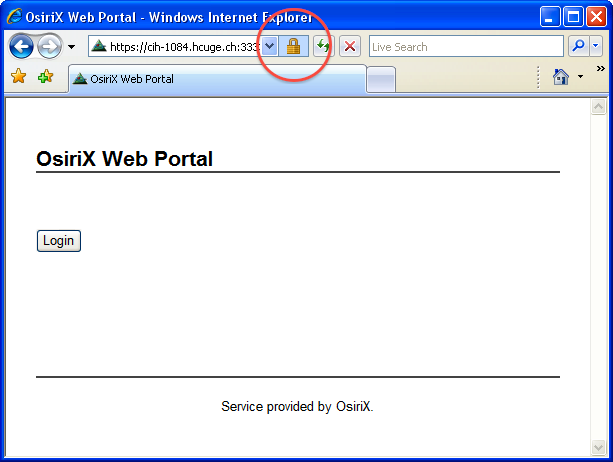 OsiriX Web Portal - Windows Internet Explorer
https://cih-1084.hcuge.ch:333
Live Search
OsiriX Web Portal
OsiriX Web Portal
Login
Service provided by OsiriX.